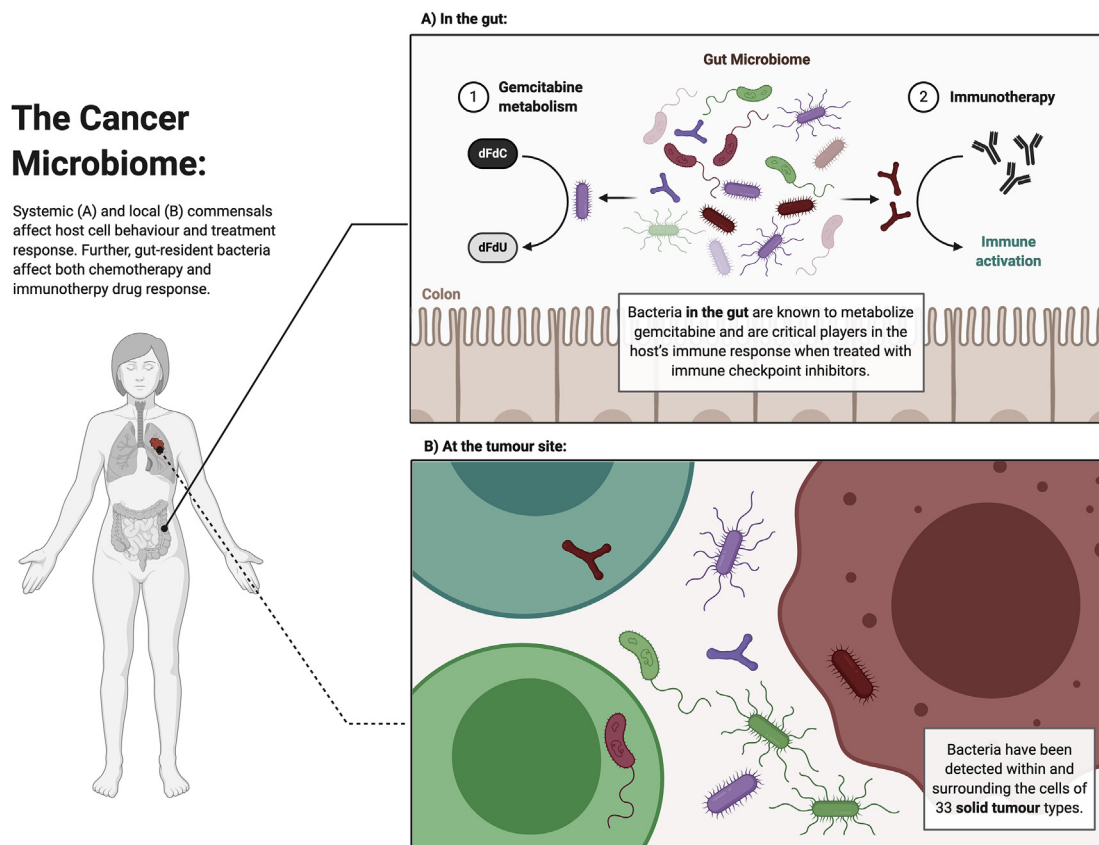 The Cancer
Microbiome:
Systemic (A) and local (B) commensals
affect host cell behaviour and treatment
response. Further, gut-resident bacteria
affect both chemotherapy and
immunotherpy drug response.
A) In the gut:
Gut Microbiome
1
Gemcitabine
metabolism
dFdC
dFdU
2
Immunotherapy
Immune
activation
Colon
Bacteria in the gut are known to metabolize
gemcitabine and are critical players in the
host's immune response when treated with
immune checkpoint inhibitors.
B) At the tumour site:
Bacteria have been
detected within and
surrounding the cells of
33 solid tumour types.